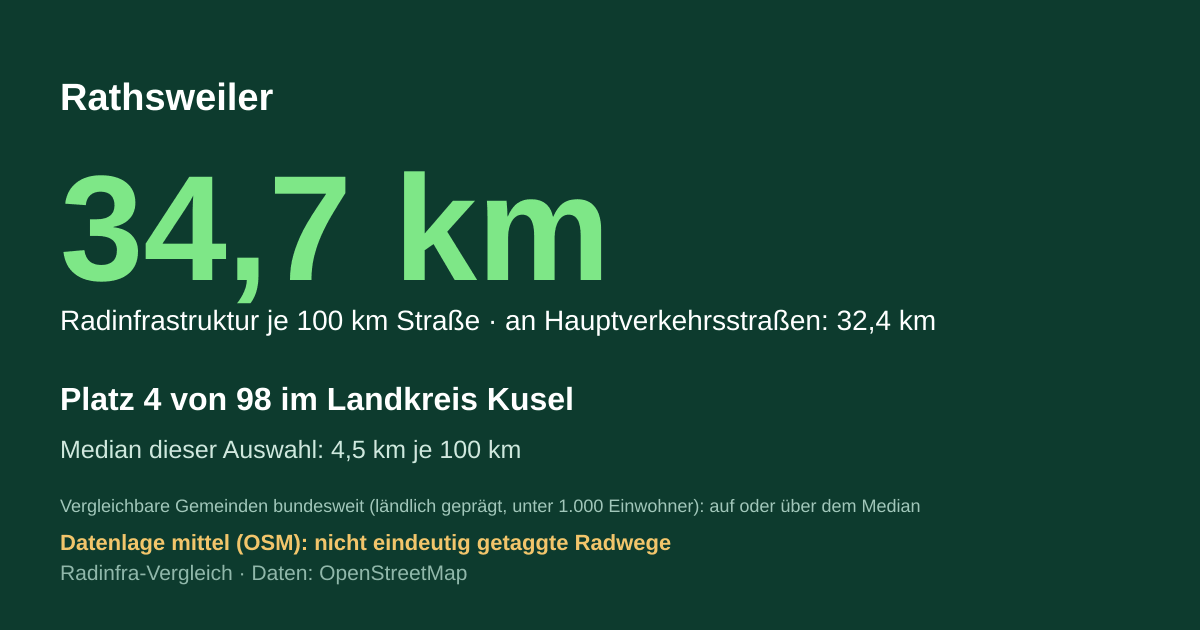 Rathsweiler
34,7 km
Radinfrastruktur je 100 km Straße · an Hauptverkehrsstraßen: 32,4 km
Platz 4 von 98 im Landkreis Kusel
Median dieser Auswahl: 4,5 km je 100 km
Vergleichbare Gemeinden bundesweit (ländlich geprägt, unter 1.000 Einwohner): auf oder über dem Median
Datenlage mittel (OSM): nicht eindeutig getaggte Radwege
Radinfra-Vergleich · Daten: OpenStreetMap